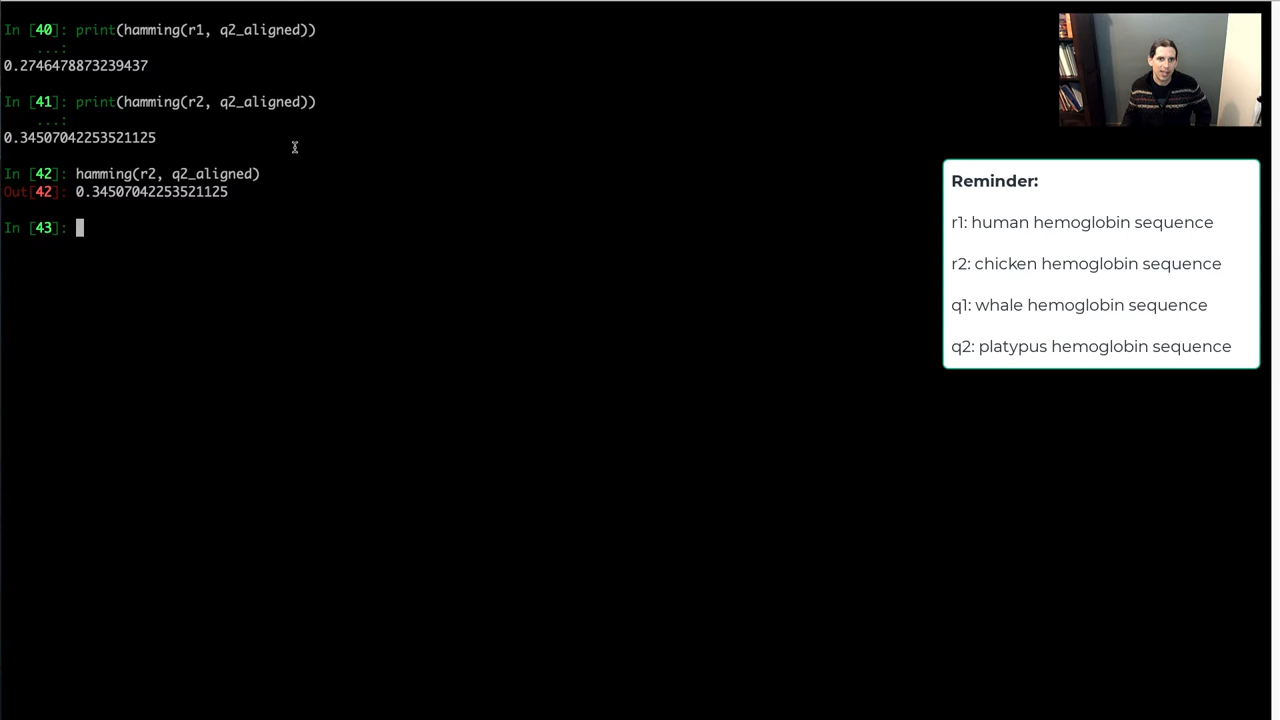 In [40]: print(hamming(r1, q2_aligned))
...:
0.2746478873239437
In [41]: print(hamming(r2, q2_aligned))
...:
0.34507042253521125
In [42]: hamming(r2, q2_aligned)
Out[42]: 0.34507042253521125
In [43]:
Reminder:
r1: human hemoglobin sequence
r2: chicken hemoglobin sequence
q1: whale hemoglobin sequence
q2: platypus hemoglobin sequence